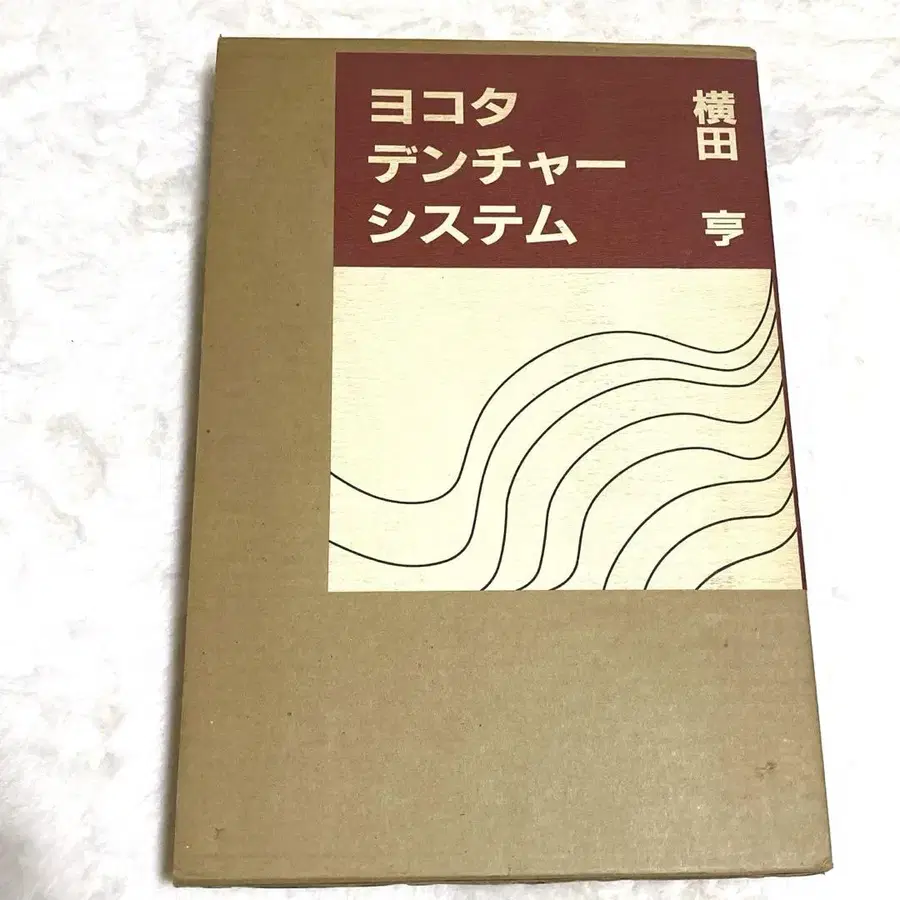 ヨコタ
デンチャー
システム
横田 亨